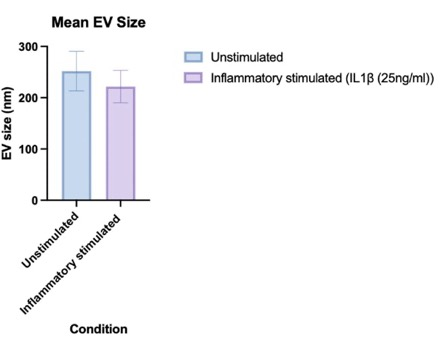 Mean EV Size
300
200
100
0
EV size (nm)
Unstimulated
Inflammatory stimulated
Condition
Unstimulated
Inflammatory stimulated (IL1β (25ng/ml))